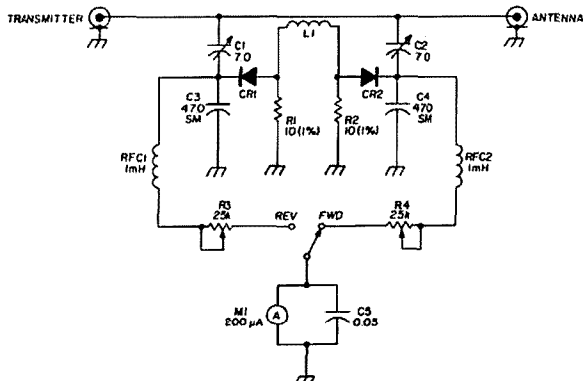 TRANSMITTER
ANTENNA
L1
C1
7.0
C2
7.0
CR1
CR2
C3
470
SM
C4
470
SM
R1
10(1%)
R2
10(1%)
RFC1
1mH
RFC2
1mH
R3
25k
REV
FWD
R4
25k
M1
200 µA
A
C5
0.05